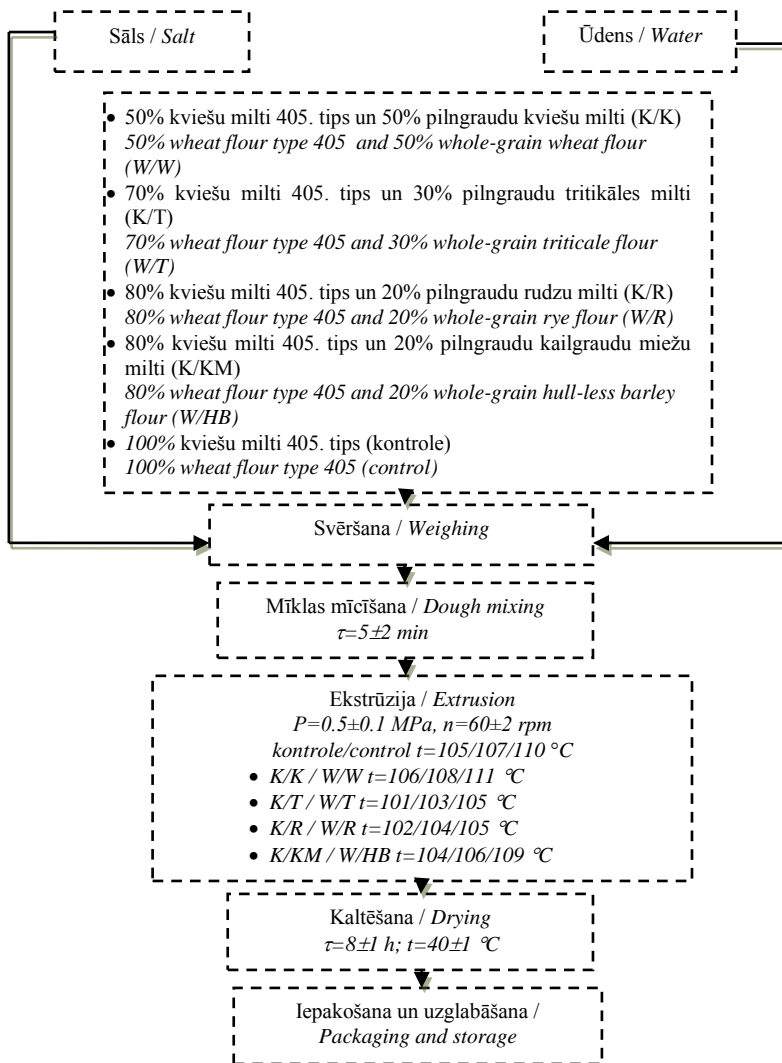 Sāls / Salt
Ūdens / Water
• 50% kviešu milti 405. tips un 50% pilngraudu kviešu milti (K/K)
50% wheat flour type 405 and 50% whole-grain wheat flour
(W/W)
• 70% kviešu milti 405. tips un 30% pilngraudu tritikāles milti
(K/T)
70% wheat flour type 405 and 30% whole-grain triticale flour
(W/T)
• 80% kviešu milti 405. tips un 20% pilngraudu rudzu milti (K/R)
80% wheat flour type 405 and 20% whole-grain rye flour (W/R)
• 80% kviešu milti 405. tips un 20% pilngraudu kailgraudu miežu
milti (K/KM)
80% wheat flour type 405 and 20% whole-grain hull-less barley
flour (W/HB)
• 100% kviešu milti 405. tips (kontrole)
100% wheat flour type 405 (control)
Svēršana / Weighing
Mīklas mīcīšana / Dough mixing
τ=5±2 min
Ekstrūzija / Extrusion
P=0.5±0.1 MPa, n=60±2 rpm
kontrole/control t=105/107/110 °C
• K/K / W/W t=106/108/111 °C
• K/T / W/T t=101/103/105 °C
• K/R / W/R t=102/104/105 °C
• K/KM / W/HB t=104/106/109 °C
Kaltēšana / Drying
τ=8±1 h; t=40±1 °C
Iepakošana un uzglabāšana /
Packaging and storage